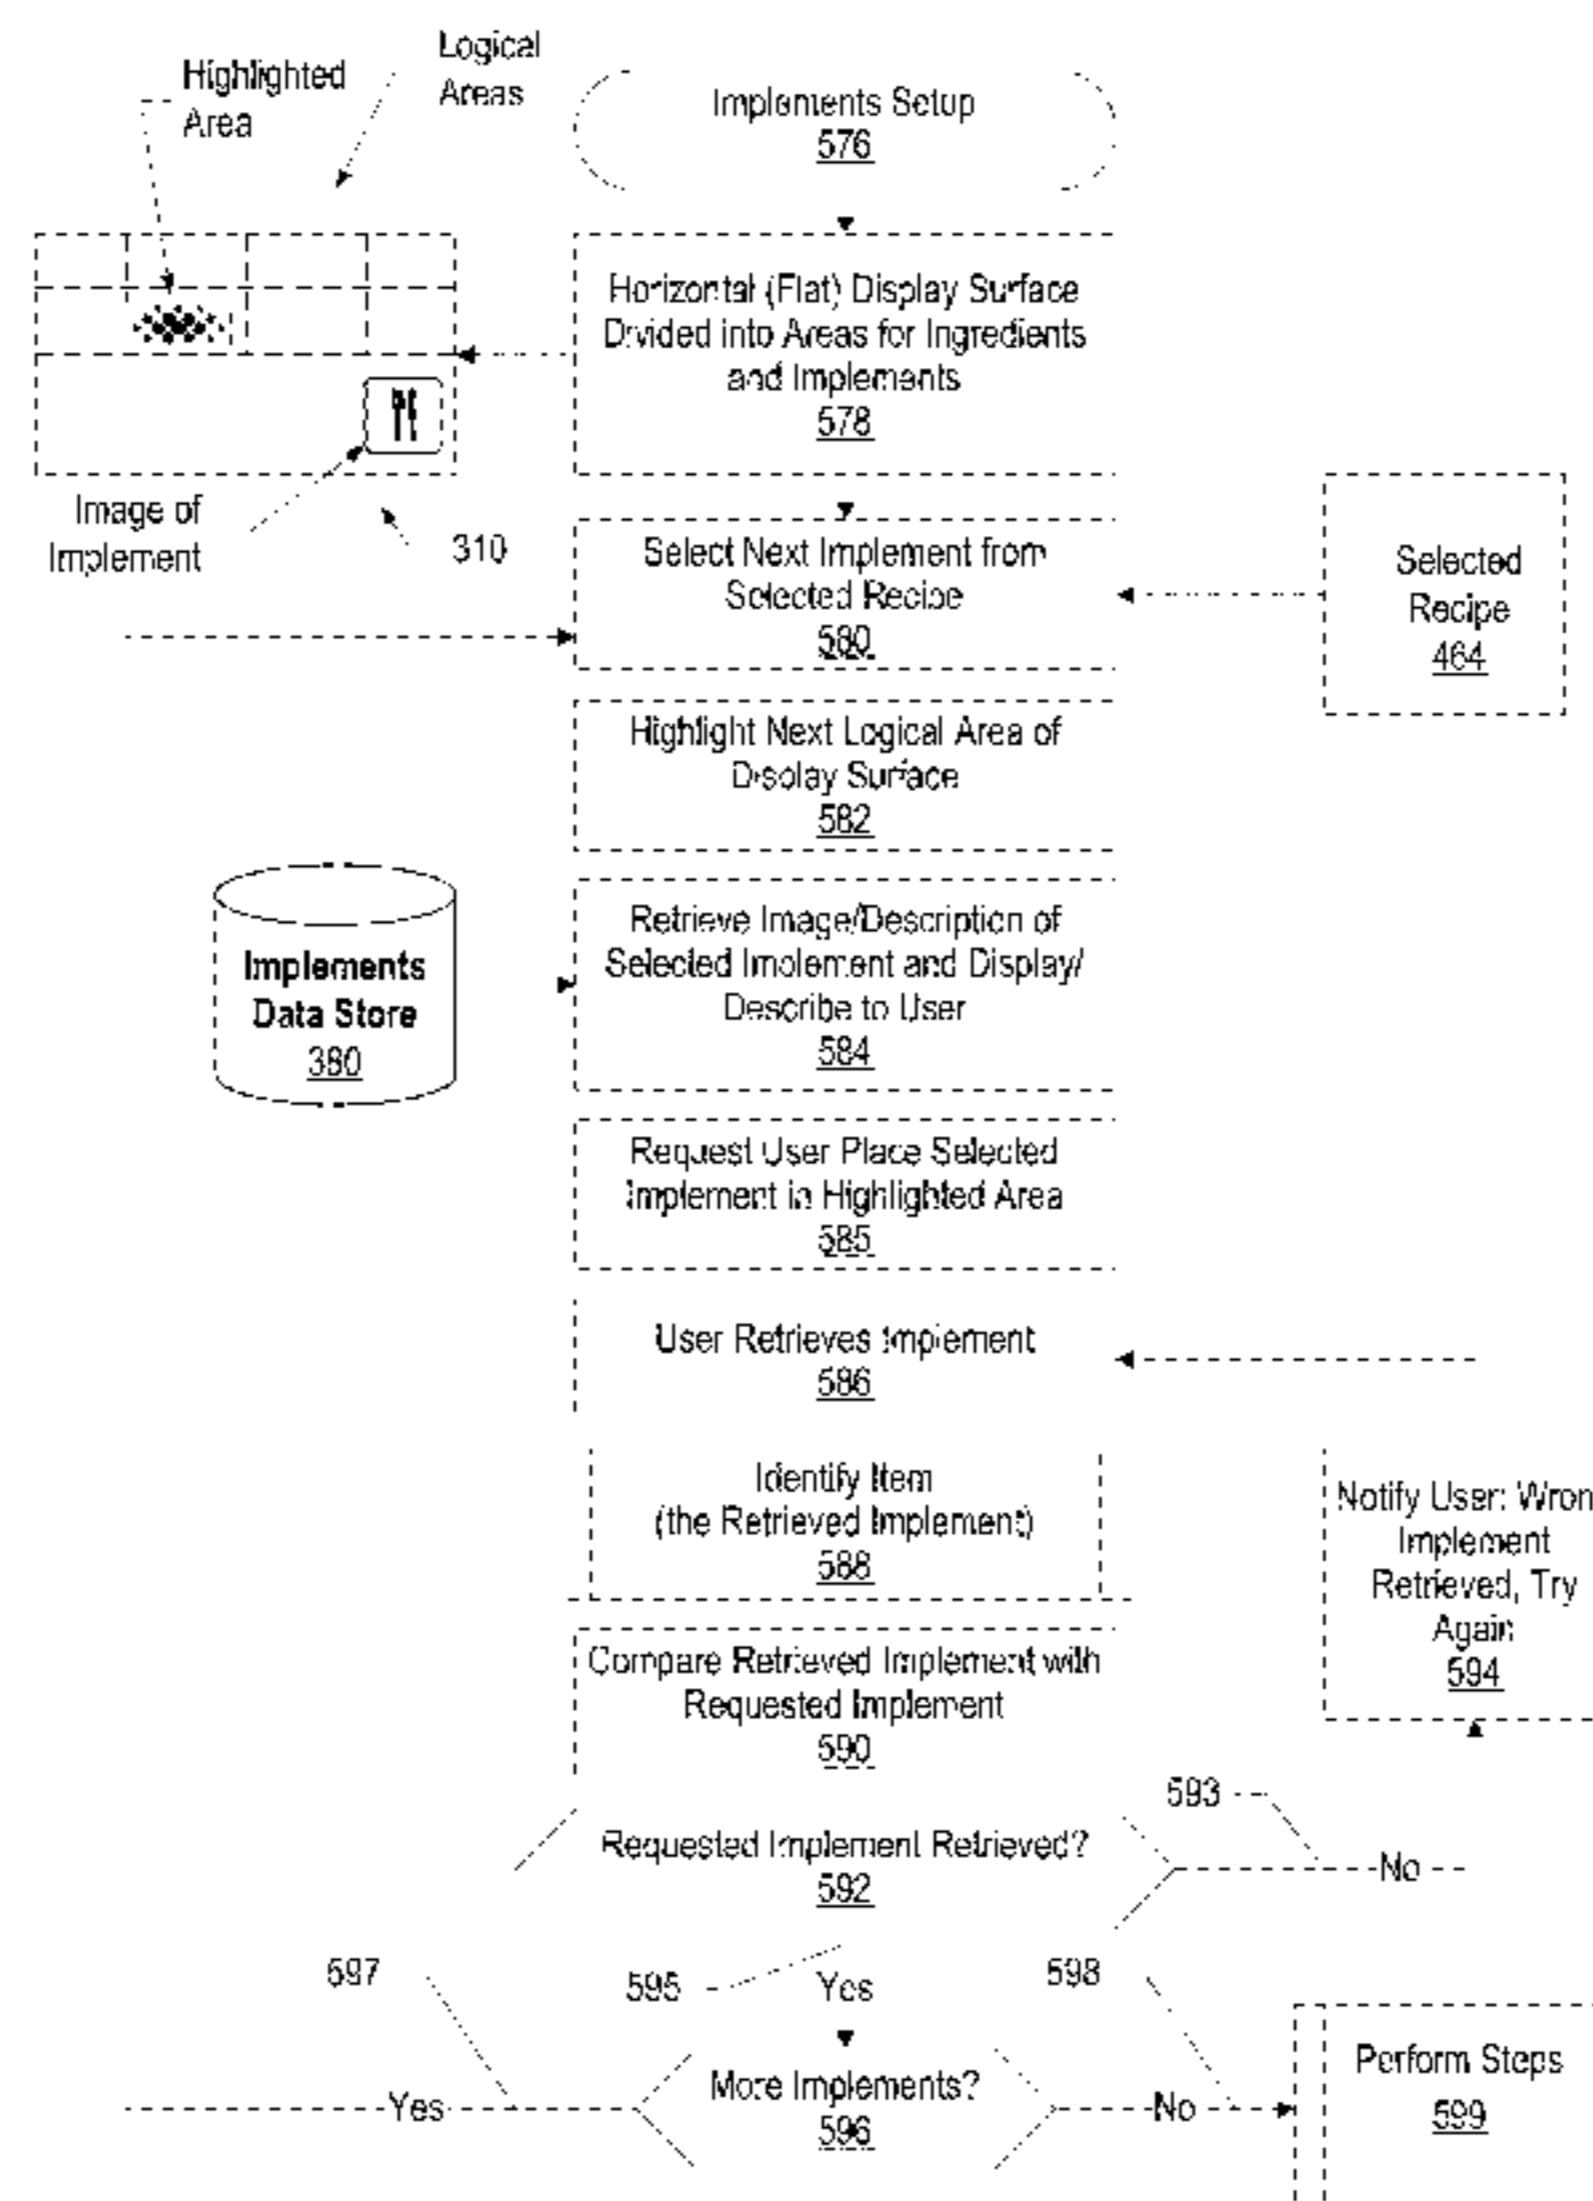 Logical
Areas
Highlighted
Area
Implements Setup
576
Horizontal (Flat) Display Surface
Divided into Areas for Ingredients
and Implements
578
Image of
Implement
310
Select Next Implement from
Selected Recipe
580
Selected
Recipe
464
Highlight Next Logical Area of
Display Surface
582
Implements
Data Store
380
Retrieve Image/Description of
Selected Implement and Display/
Describe to User
584
Request User Place Selected
Implement in Highlighted Area
585
User Retrieves Implement
586
Identify Item
(the Retrieved Implement)
588
Notify User: Wron
Implement
Retrieved, Try
Again
594
Compare Retrieved Implement with
Requested Implement
590
593
Requested Implement Retrieved?
592
No
597
595
Yes
598
More Implements?
596
Yes
No
Perform Steps
599